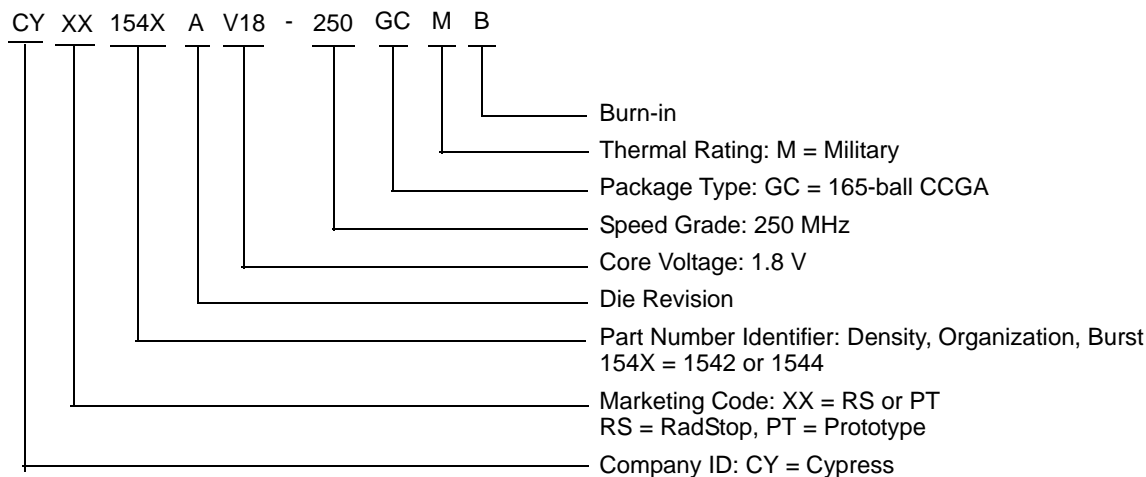 CY XX 154X A V18 - 250 GC M B
Burn-in
Thermal Rating: M = Military
Package Type: GC = 165-ball CCGA
Speed Grade: 250 MHz
Core Voltage: 1.8 V
Die Revision
Part Number Identifier: Density, Organization, Burst
154X = 1542 or 1544
Marketing Code: XX = RS or PT
RS = RadStop, PT = Prototype
Company ID: CY = Cypress